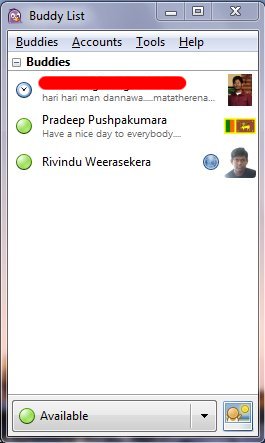 Buddy List
Buddies Accounts Tools Help
Buddies
hari hari man dannawa....matatherena...
Pradeep Pushpakumara
Have a nice day to everybody....
Rivindu Weerasekera
Available